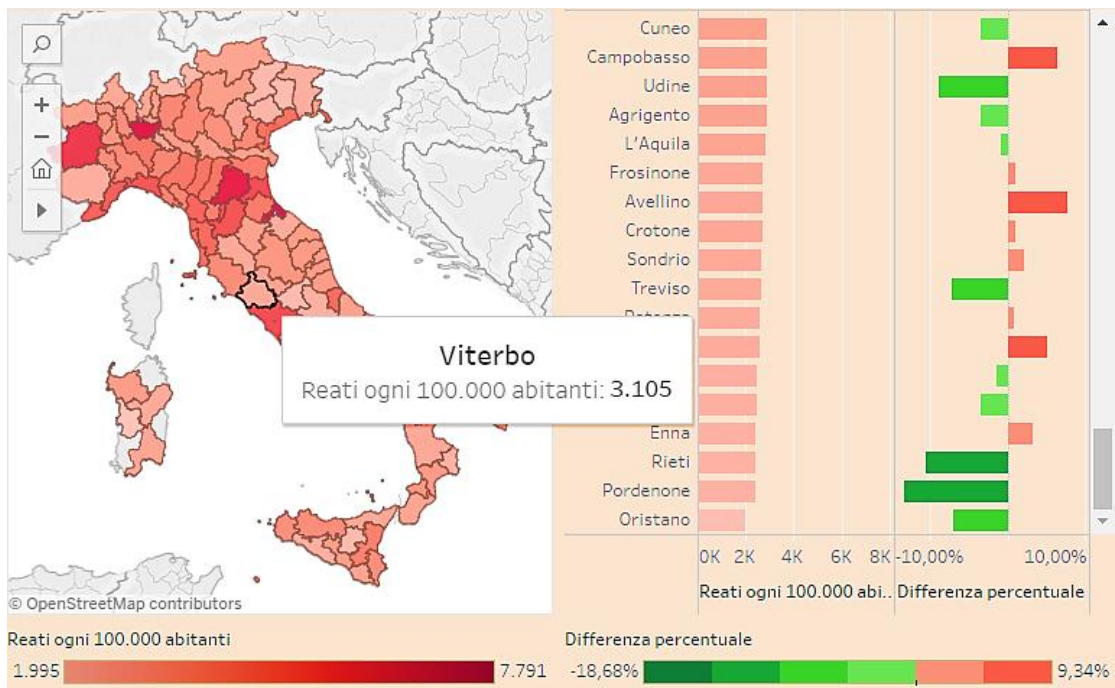 Cuneo
Campobasso
Udine
Agrigento
L'Aquila
Frosinone
Avellino
Crotone
Sondrio
Treviso
Viterbo
Reati ogni 100.000 abitanti: 3.105
Enna
Rieti
Pordenone
Oristano
0K 2K 4K 6K 8K -10,00% 10,00%
Reati ogni 100.000 abi.. Differenza percentuale
© OpenStreetMap contributors
Reati ogni 100.000 abitanti
1.995 7.791
Differenza percentuale
-18,68% 9,34%